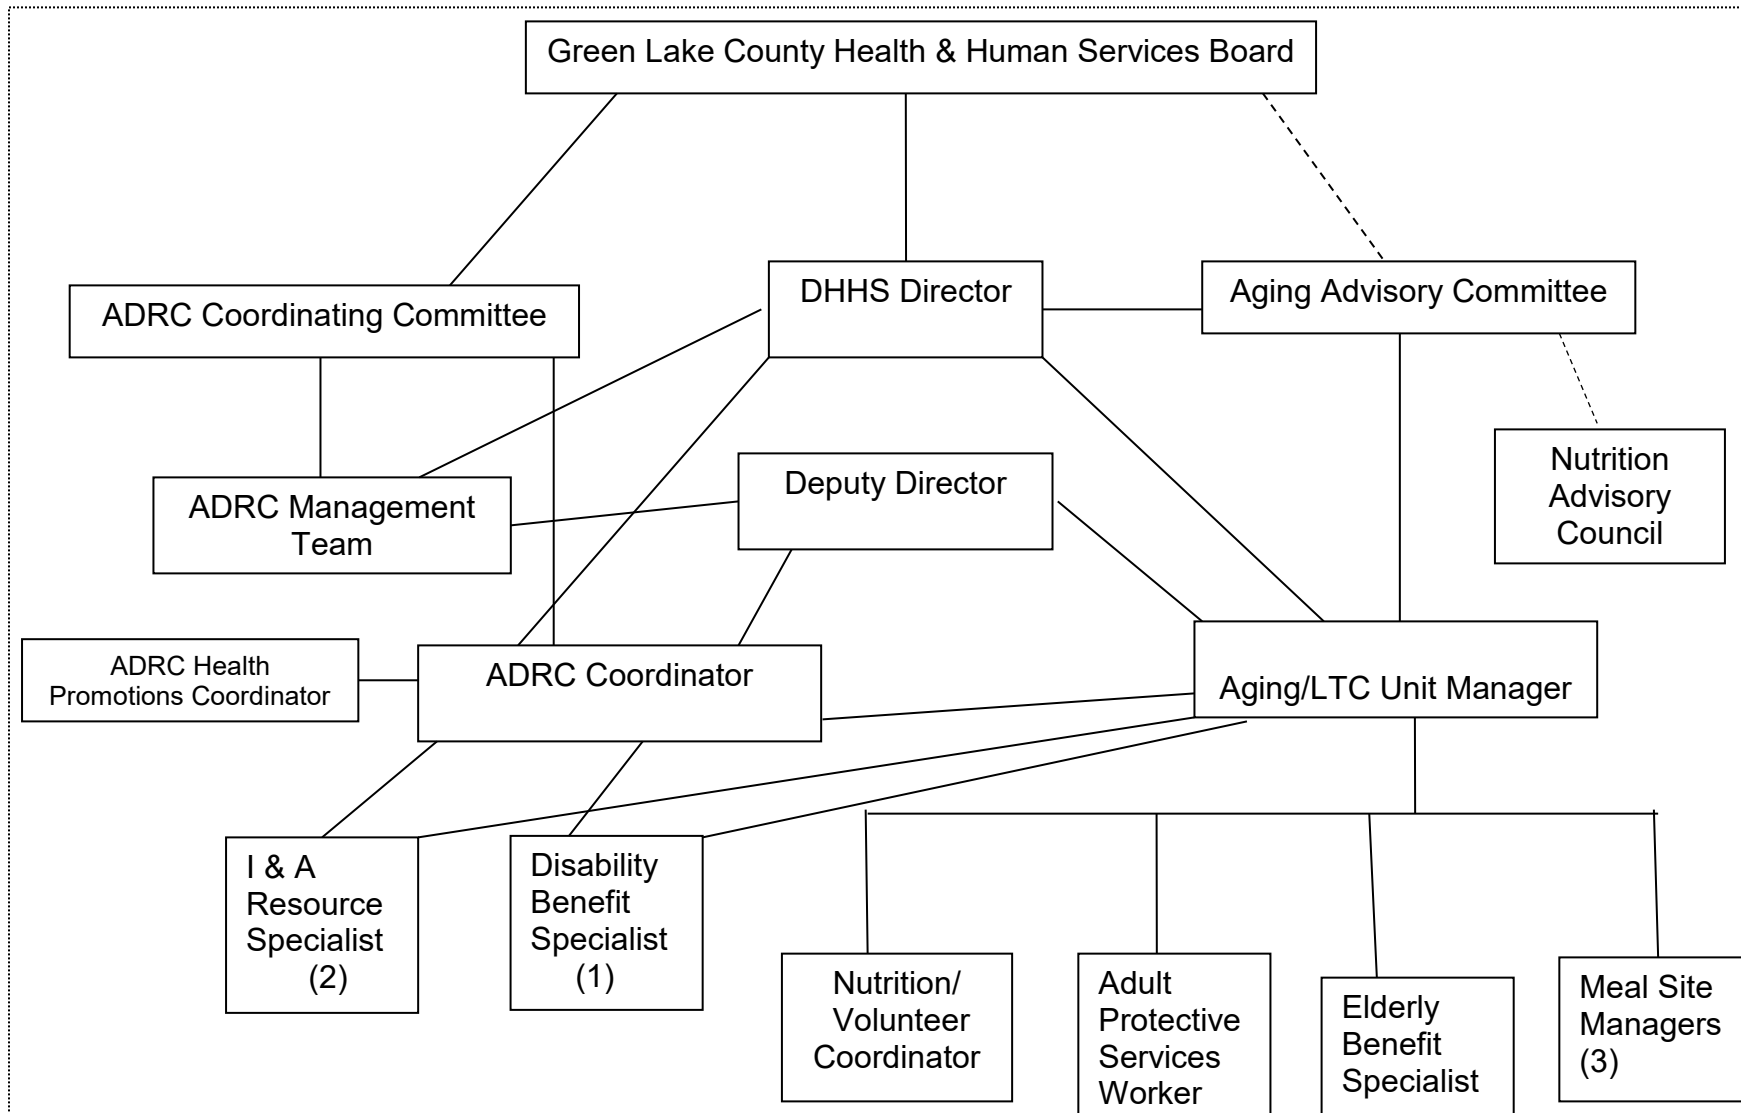 Green Lake County Health & Human Services Board
DHHS Director
Aging Advisory Committee
ADRC Coordinating Committee
Deputy Director
Nutrition
Advisory
Council
ADRC Management
Team
ADRC Health
Promotions Coordinator
ADRC Coordinator
Aging/LTC Unit Manager
I & A
Resource
Specialist
(2)
Disability
Benefit
Specialist
(1)
Nutrition/
Volunteer
Coordinator
Adult
Protective
Services
Worker
Elderly
Benefit
Specialist
Meal Site
Managers
(3)